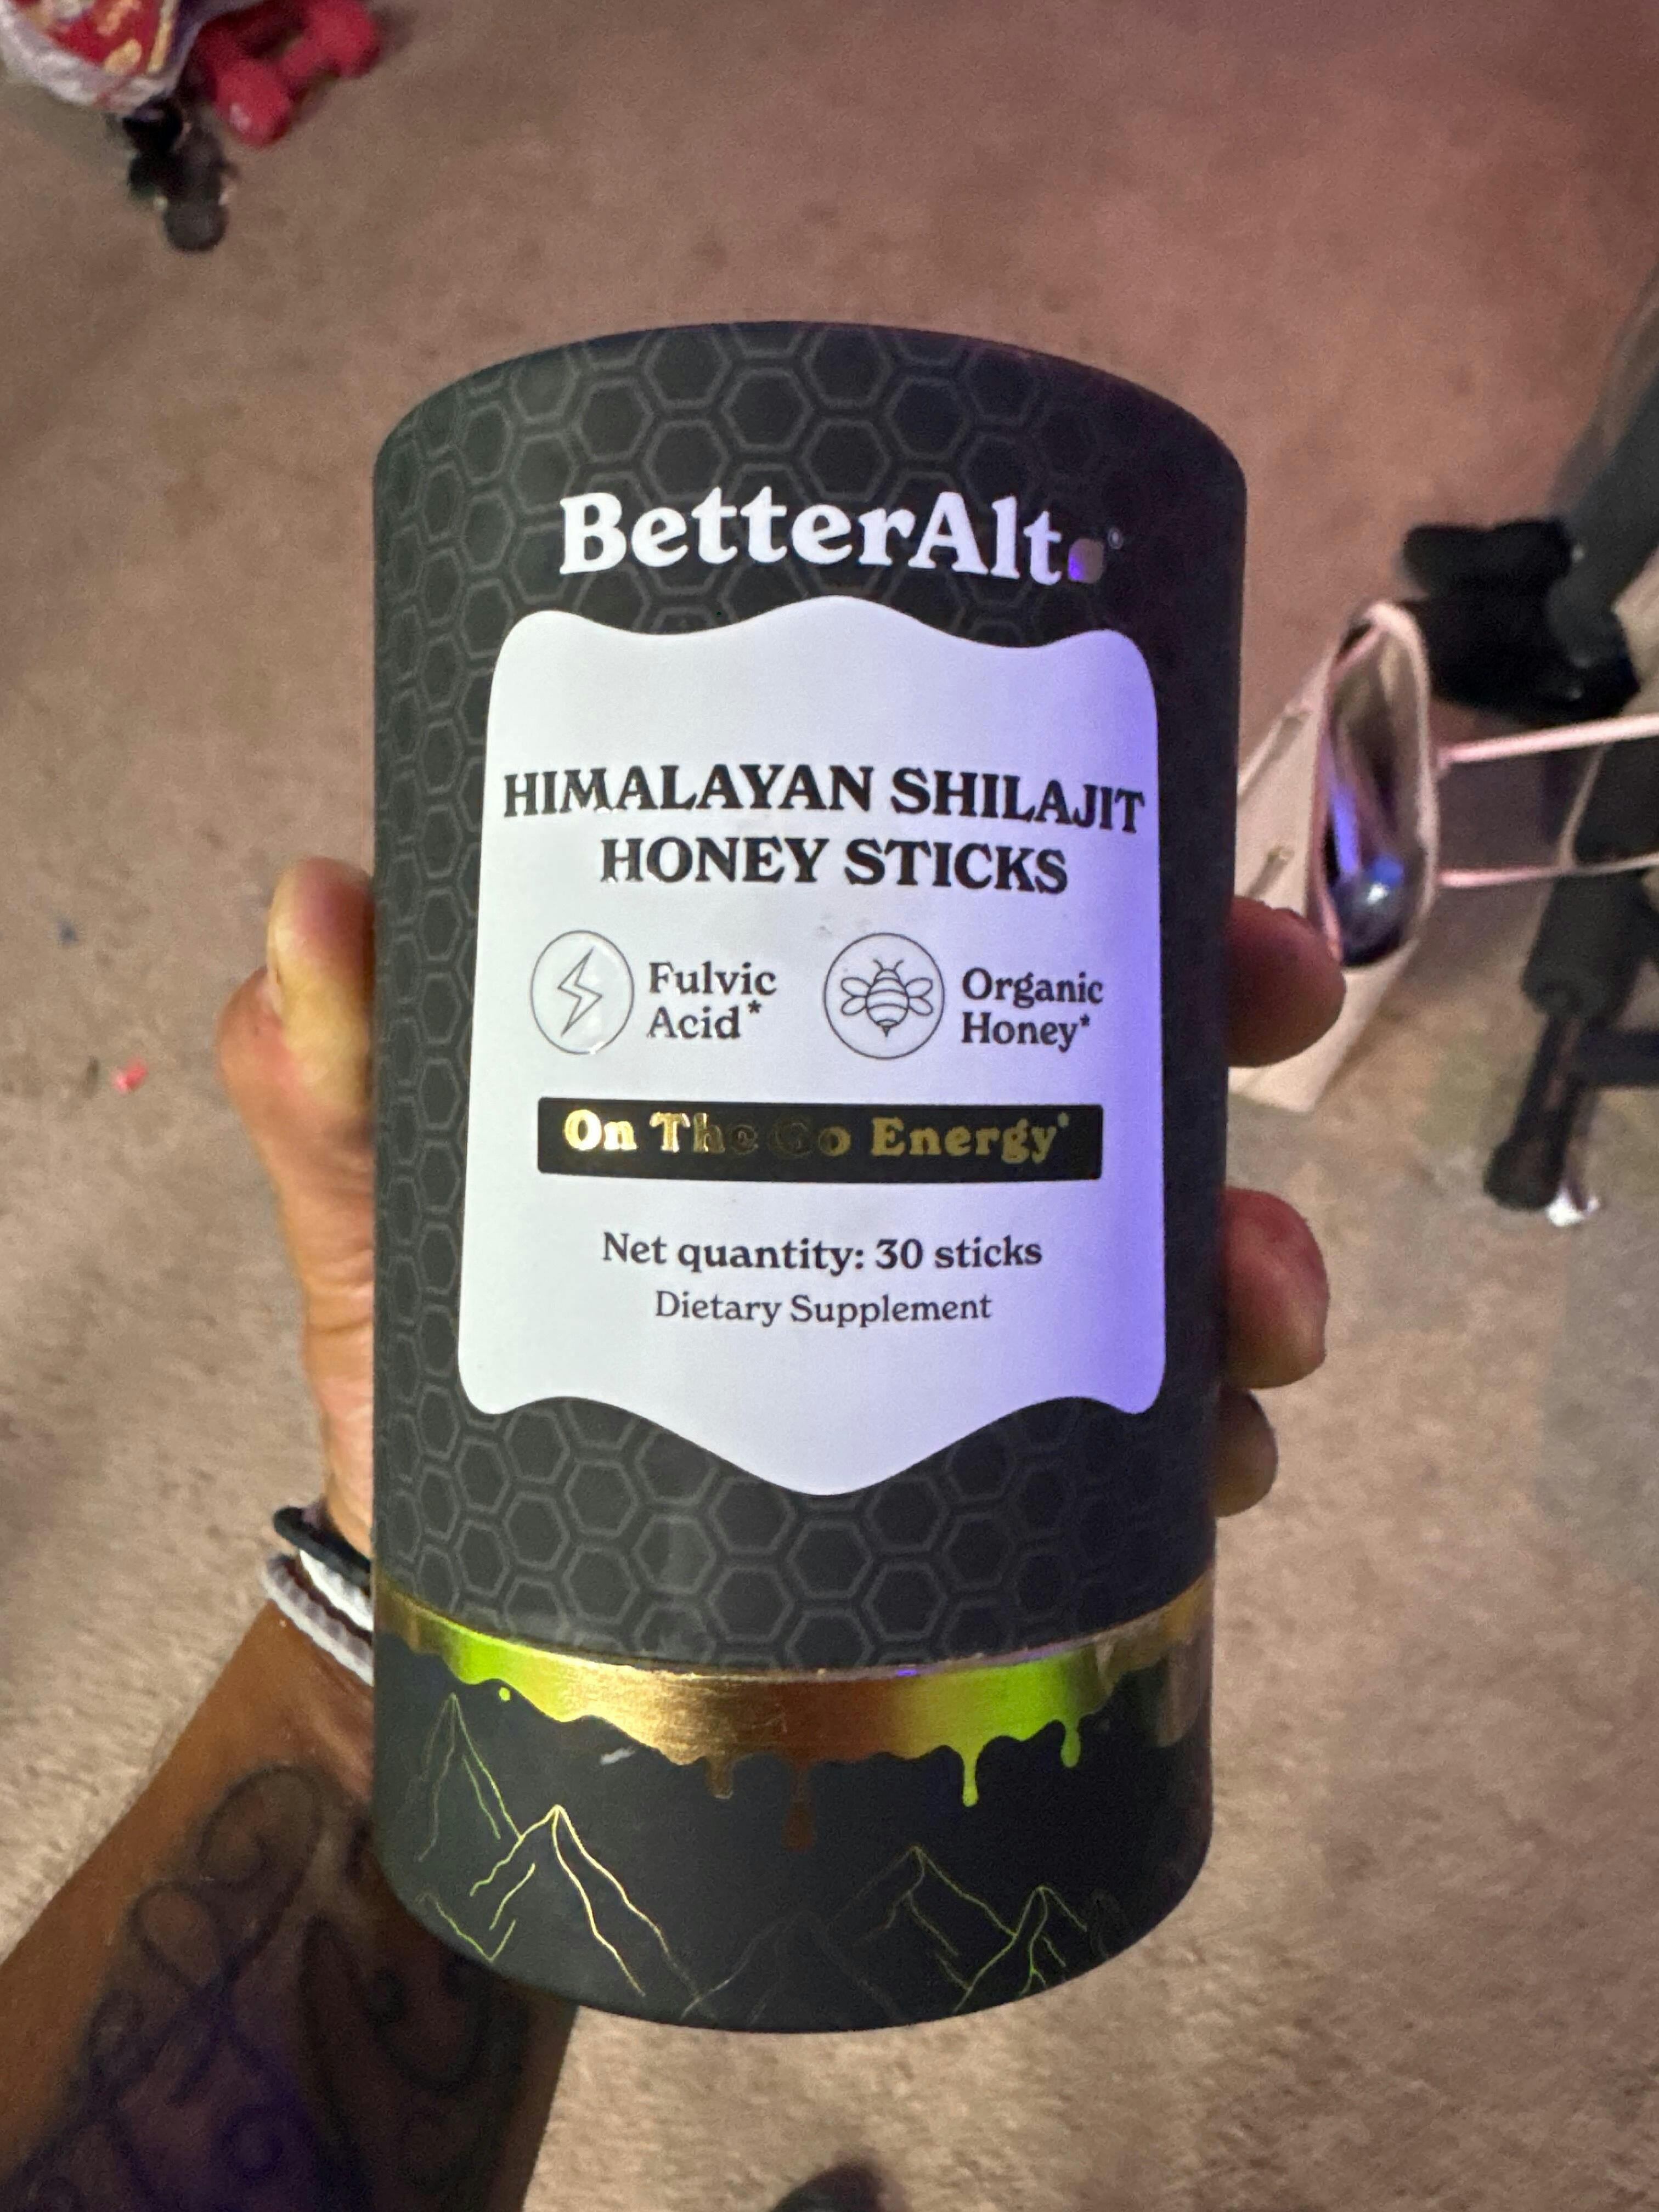 BetterAlt.®
HIMALAYAN SHILAJIT
HONEY STICKS
Fulvic
Acid*
Organic
Honey*
On The Go Energy*
Net quantity: 30 sticks
Dietary Supplement